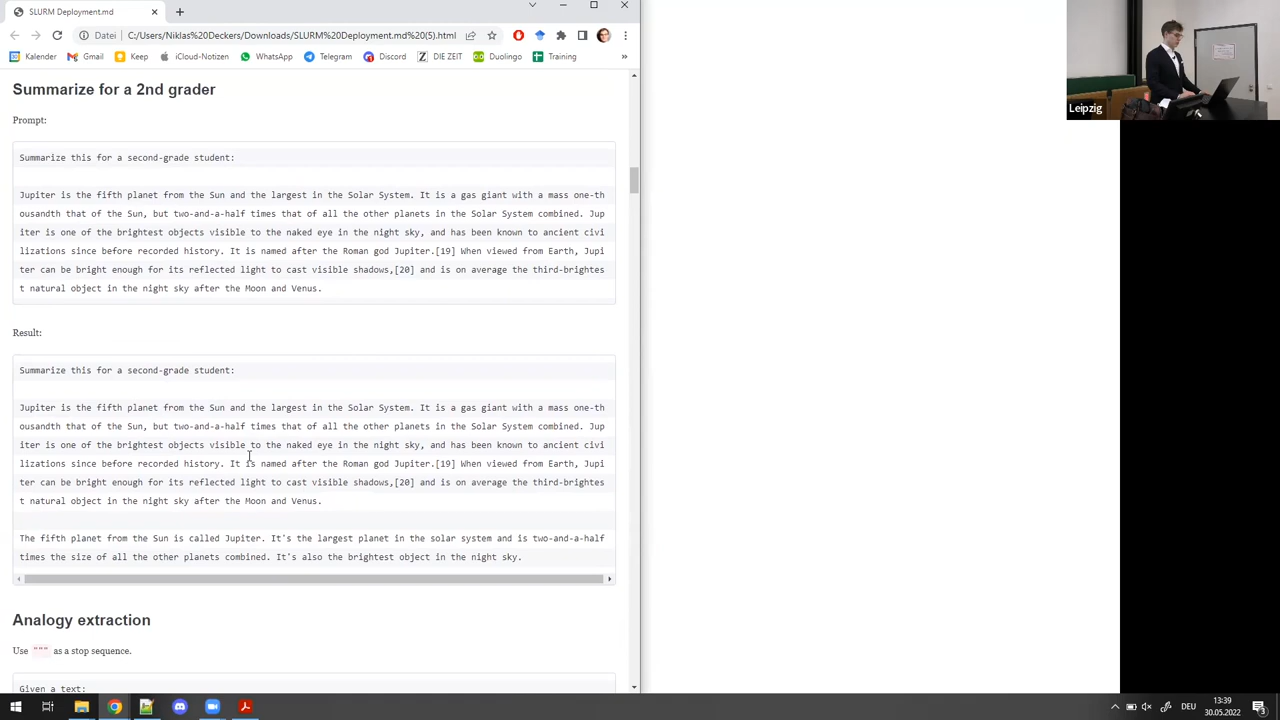 SLURM Deployment.md
Datei
C:/Users/Niklas%20Deckers/Downloads/SLURM%20Deployment.md%20(5).html
Kalender
Gmail
Keep
iCloud-Notizen
WhatsApp
Telegram
Discord
DIE ZEIT
Duolingo
Training
Leipzig
Summarize for a 2nd grader
Prompt:
Summarize this for a second-grade student:
Jupiter is the fifth planet from the Sun and the largest in the Solar System. It is a gas giant with a mass one-th
ousandth that of the Sun, but two-and-a-half times that of all the other planets in the Solar System combined. Jup
iter is one of the brightest objects visible to the naked eye in the night sky, and has been known to ancient civi
lizations since before recorded history. It is named after the Roman god Jupiter.[19] When viewed from Earth, Jupi
ter can be bright enough for its reflected light to cast visible shadows,[20] and is on average the third-brightes
t natural object in the night sky after the Moon and Venus.
Result:
Summarize this for a second-grade student:
Jupiter is the fifth planet from the Sun and the largest in the Solar System. It is a gas giant with a mass one-th
ousandth that of the Sun, but two-and-a-half times that of all the other planets in the Solar System combined. Jup
iter is one of the brightest objects visible to the naked eye in the night sky, and has been known to ancient civi
lizations since before recorded history. It is named after the Roman god Jupiter.[19] When viewed from Earth, Jupi
ter can be bright enough for its reflected light to cast visible shadows,[20] and is on average the third-brightes
t natural object in the night sky after the Moon and Venus.
The fifth planet from the Sun is called Jupiter. It's the largest planet in the solar system and is two-and-a-half
times the size of all the other planets combined. It's also the brightest object in the night sky.
Analogy extraction
Use """ as a stop sequence.
Given a text:
DEU
13:39
30.05.2022
3